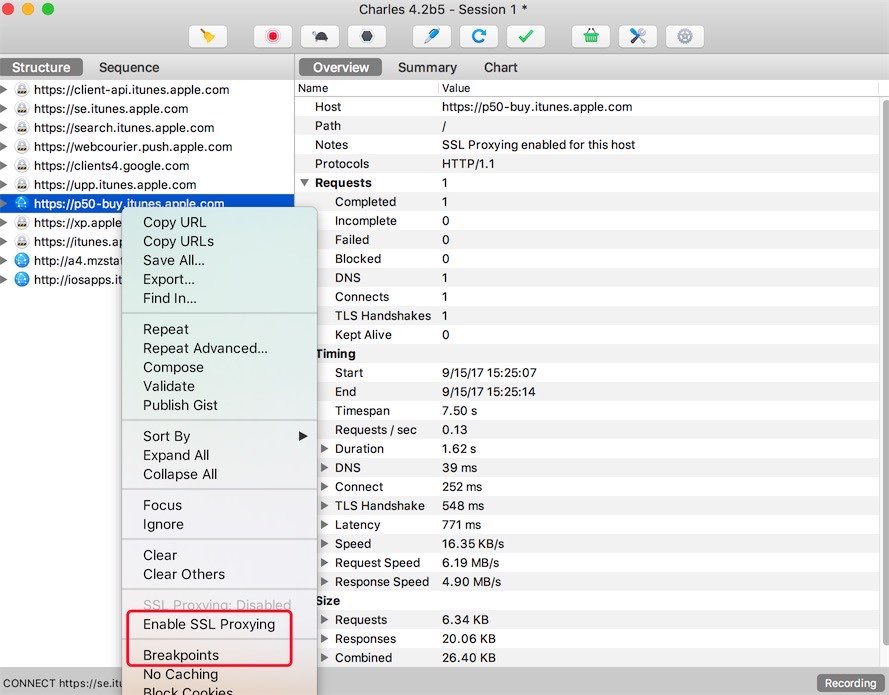 Charles 4.2b5 - Session 1 *
Structure Sequence
Overview Summary Chart
https://client-api.itunes.apple.com
https://se.itunes.apple.com
https://search.itunes.apple.com
https://webcourier.push.apple.com
https://clients4.google.com
https://upp.itunes.apple.com
https://p50-buy.itunes.apple.com
https://xp.apple
https://itunes.ap
http://a4.mzstat
http://iosapps.it
Copy URL
Copy URLs
Save All...
Export...
Find In...
Repeat
Repeat Advanced...
Compose
Validate
Publish Gist
Sort By
Expand All
Collapse All
Focus
Ignore
Clear
Clear Others
SSL Proxying: Disabled
Enable SSL Proxying
Breakpoints
No Caching
Block Cookies
Name Value
Host https://p50-buy.itunes.apple.com
Path /
Notes SSL Proxying enabled for this host
Protocols HTTP/1.1
Requests 1
Completed 1
Incomplete 0
Failed 0
Blocked 0
DNS 1
Connects 1
TLS Handshakes 1
Kept Alive 0
Timing
Start 9/15/17 15:25:07
End 9/15/17 15:25:14
Timespan 7.50 s
Requests / sec 0.13
Duration 1.62 s
DNS 39 ms
Connect 252 ms
TLS Handshake 548 ms
Latency 771 ms
Speed 16.35 KB/s
Request Speed 6.19 MB/s
Response Speed 4.90 MB/s
Size
Requests 6.34 KB
Responses 20.06 KB
Combined 26.40 KB
CONNECT https://se.itu
Recording